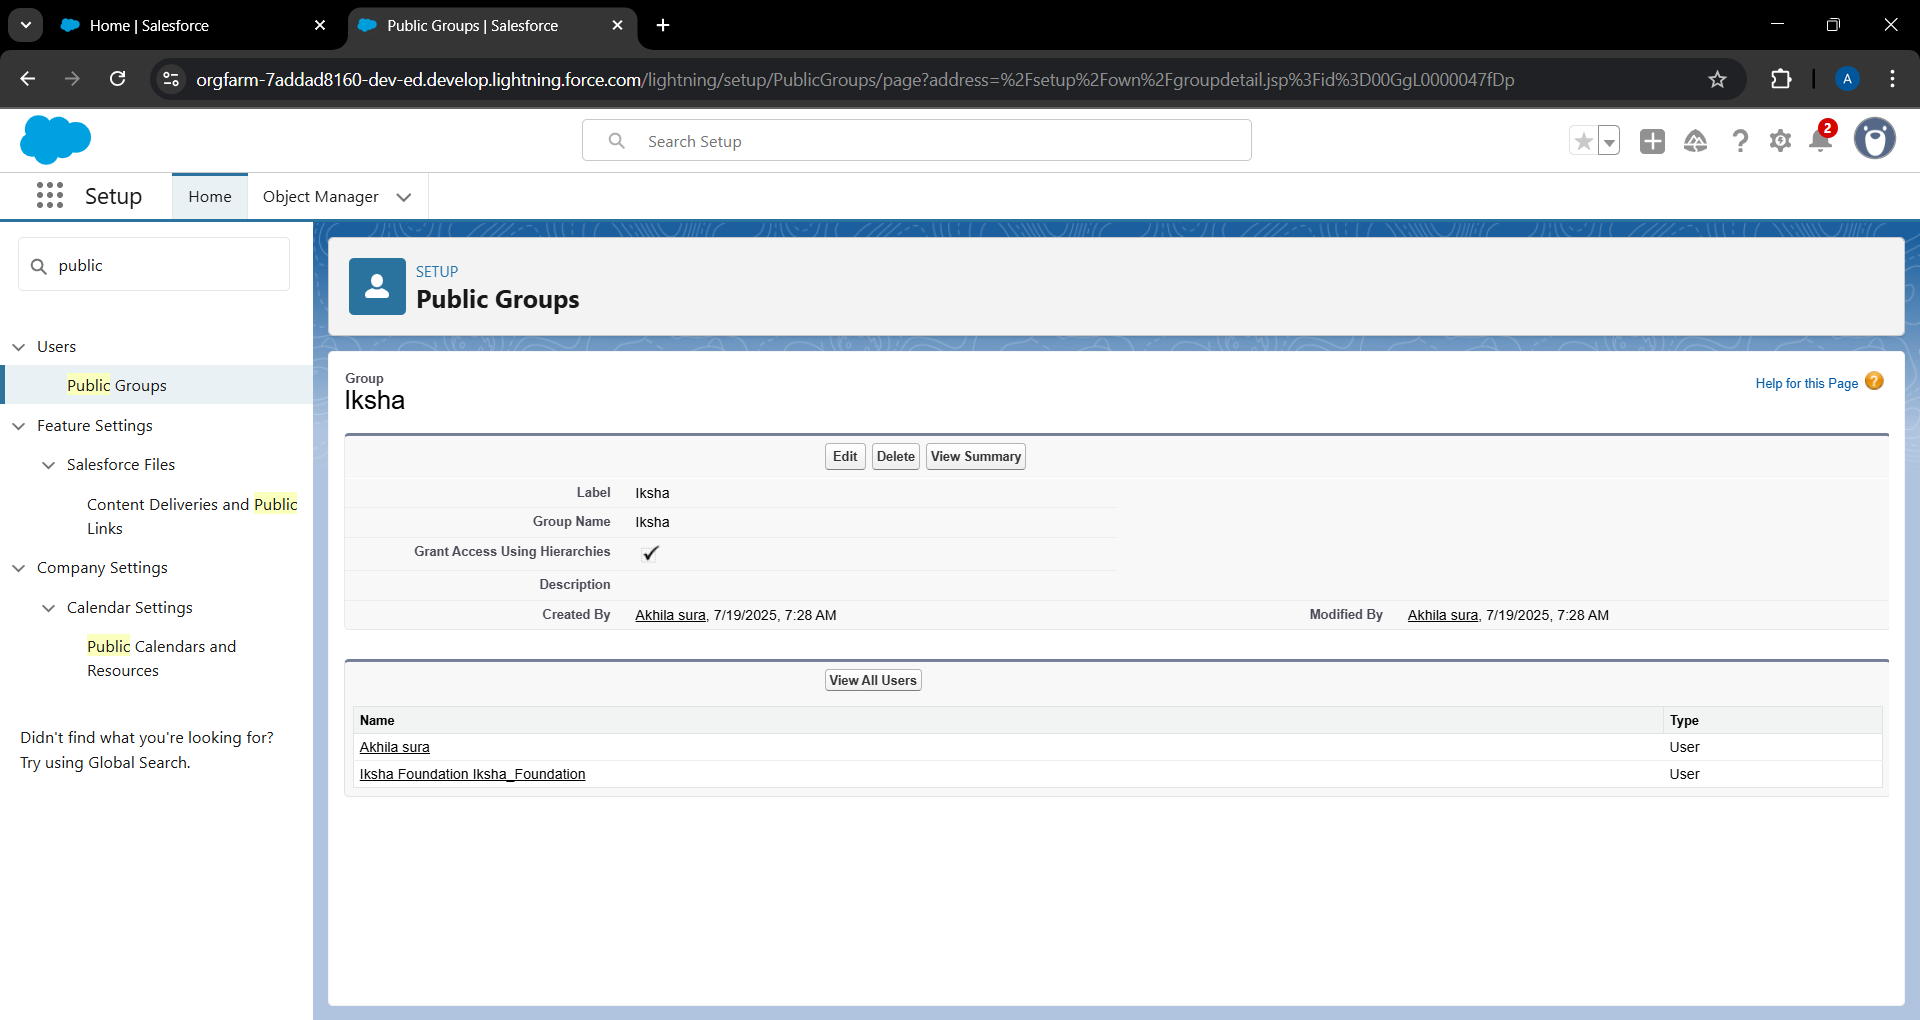 Home | Salesforce
Public Groups | Salesforce
orgfarm-7addad8160-dev-ed.develop.lightning.force.com/lightning/setup/PublicGroups/page?address=%2Fsetup%2Fown%2Fgroupdetail.jsp%3Fid%3D00GgL0000047fDp
A
Search Setup
2
Setup
Home
Object Manager
public
Users
Public Groups
Feature Settings
Salesforce Files
Content Deliveries and Public
Links
Company Settings
Calendar Settings
Public Calendars and
Resources
Didn't find what you're looking for?
Try using Global Search.
SETUP
Public Groups
Group
Iksha
Help for this Page ?
Edit Delete View Summary
Label Iksha
Group Name Iksha
Grant Access Using Hierarchies
Description
Created By Akhila sura, 7/19/2025, 7:28 AM Modified By Akhila sura, 7/19/2025, 7:28 AM
View All Users
Name Type
Akhila sura User
Iksha Foundation Iksha_Foundation User